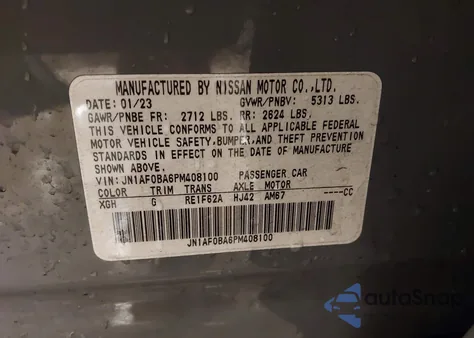 MANUFACTURED BY NISSAN MOTOR CO.,LTD.
DATE: 01/23 GVWR/PNBV: 5313 LBS.
GAWR/PNBE FR: 2712 LBS. RR: 2624 LBS.
THIS VEHICLE CONFORMS TO ALL APPLICABLE FEDERAL
MOTOR VEHICLE SAFETY,BUMPER,AND THEFT PREVENTION
STANDARDS IN EFFECT ON THE DATE OF MANUFACTURE
SHOWN ABOVE.
VIN: JN1AF0BA6PM408100 PASSENGER CAR
COLOR TRIM TRANS AXLE MOTOR ----CC
XGH G RE1F62A HJ42 AM67
JN1AF0BA6PM408100
autoSnap